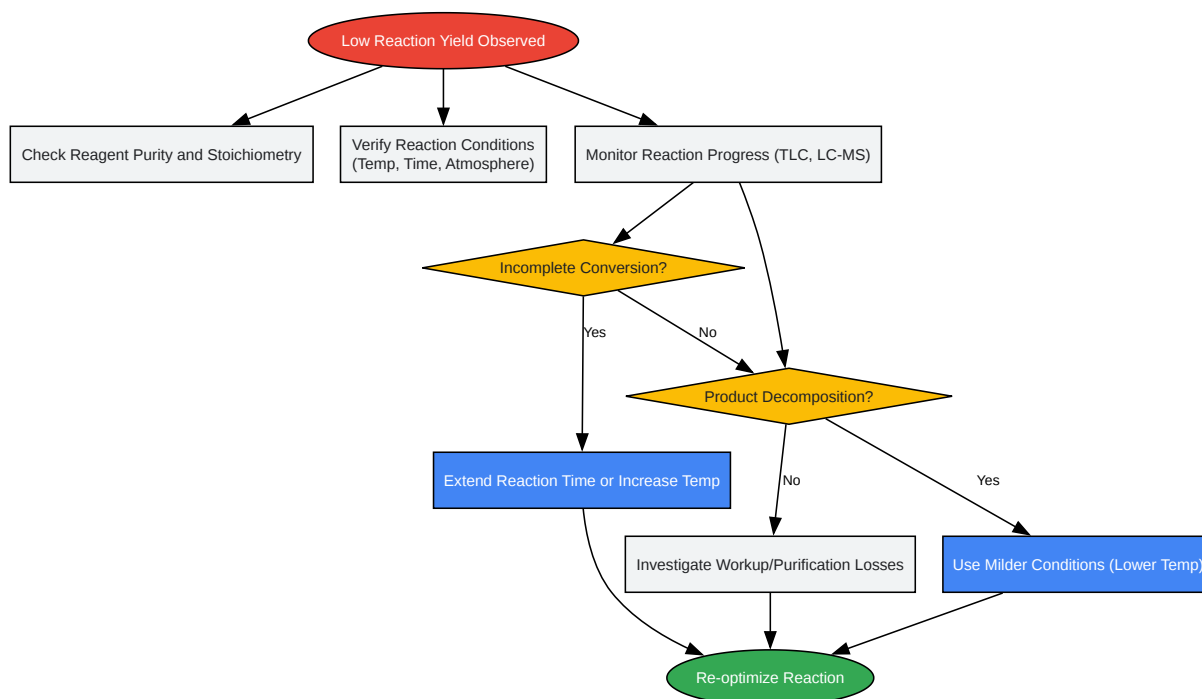 Low Reaction Yield Observed
Check Reagent Purity and Stoichiometry
Verify Reaction Conditions
(Temp, Time, Atmosphere)
Monitor Reaction Progress (TLC, LC-MS)
Incomplete Conversion?
Yes
No
Product Decomposition?
Extend Reaction Time or Increase Temp
No
Yes
Investigate Workup/Purification Losses
Use Milder Conditions (Lower Temp)
Re-optimize Reaction